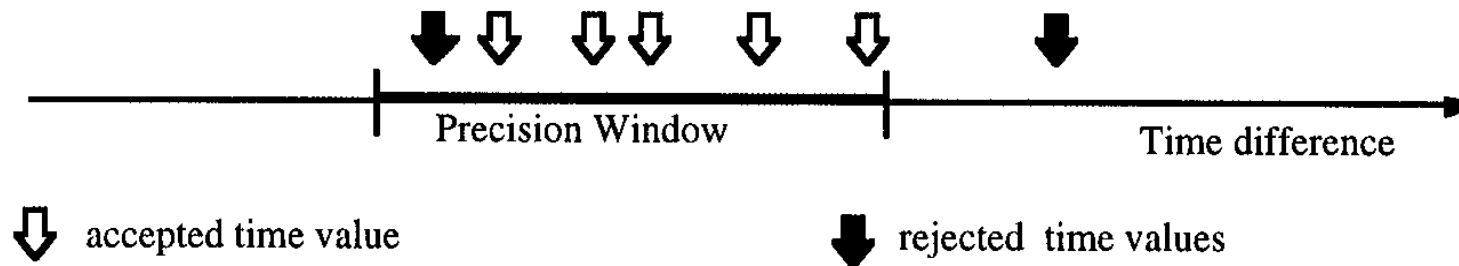 Precision Window
Time difference
accepted time value
rejected time values